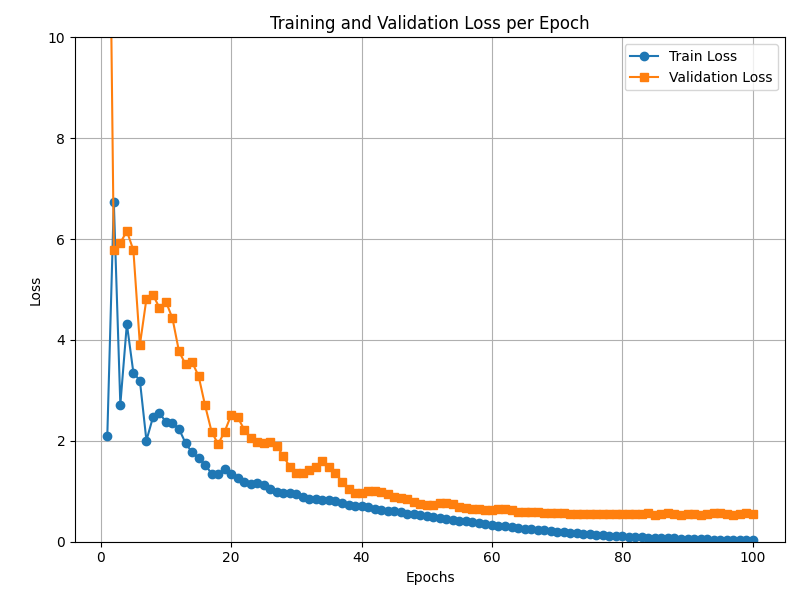 Training and Validation Loss per Epoch
10
8
6
4
2
0
Loss
Train Loss
Validation Loss
0 20 40 60 80 100
Epochs